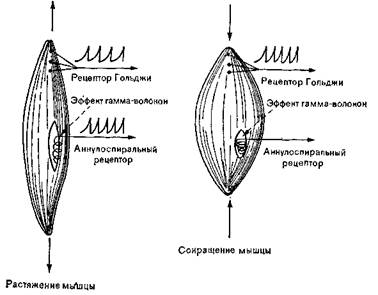 Рецептор Гольджи
Эффект гамма-волокон
Аннулоспиральный
рецептор
Растяжение мышцы
Рецептор Гольджи
Эффект гамма-волокон
Аннулоспиральный
рецептор
Сокращение мышцы